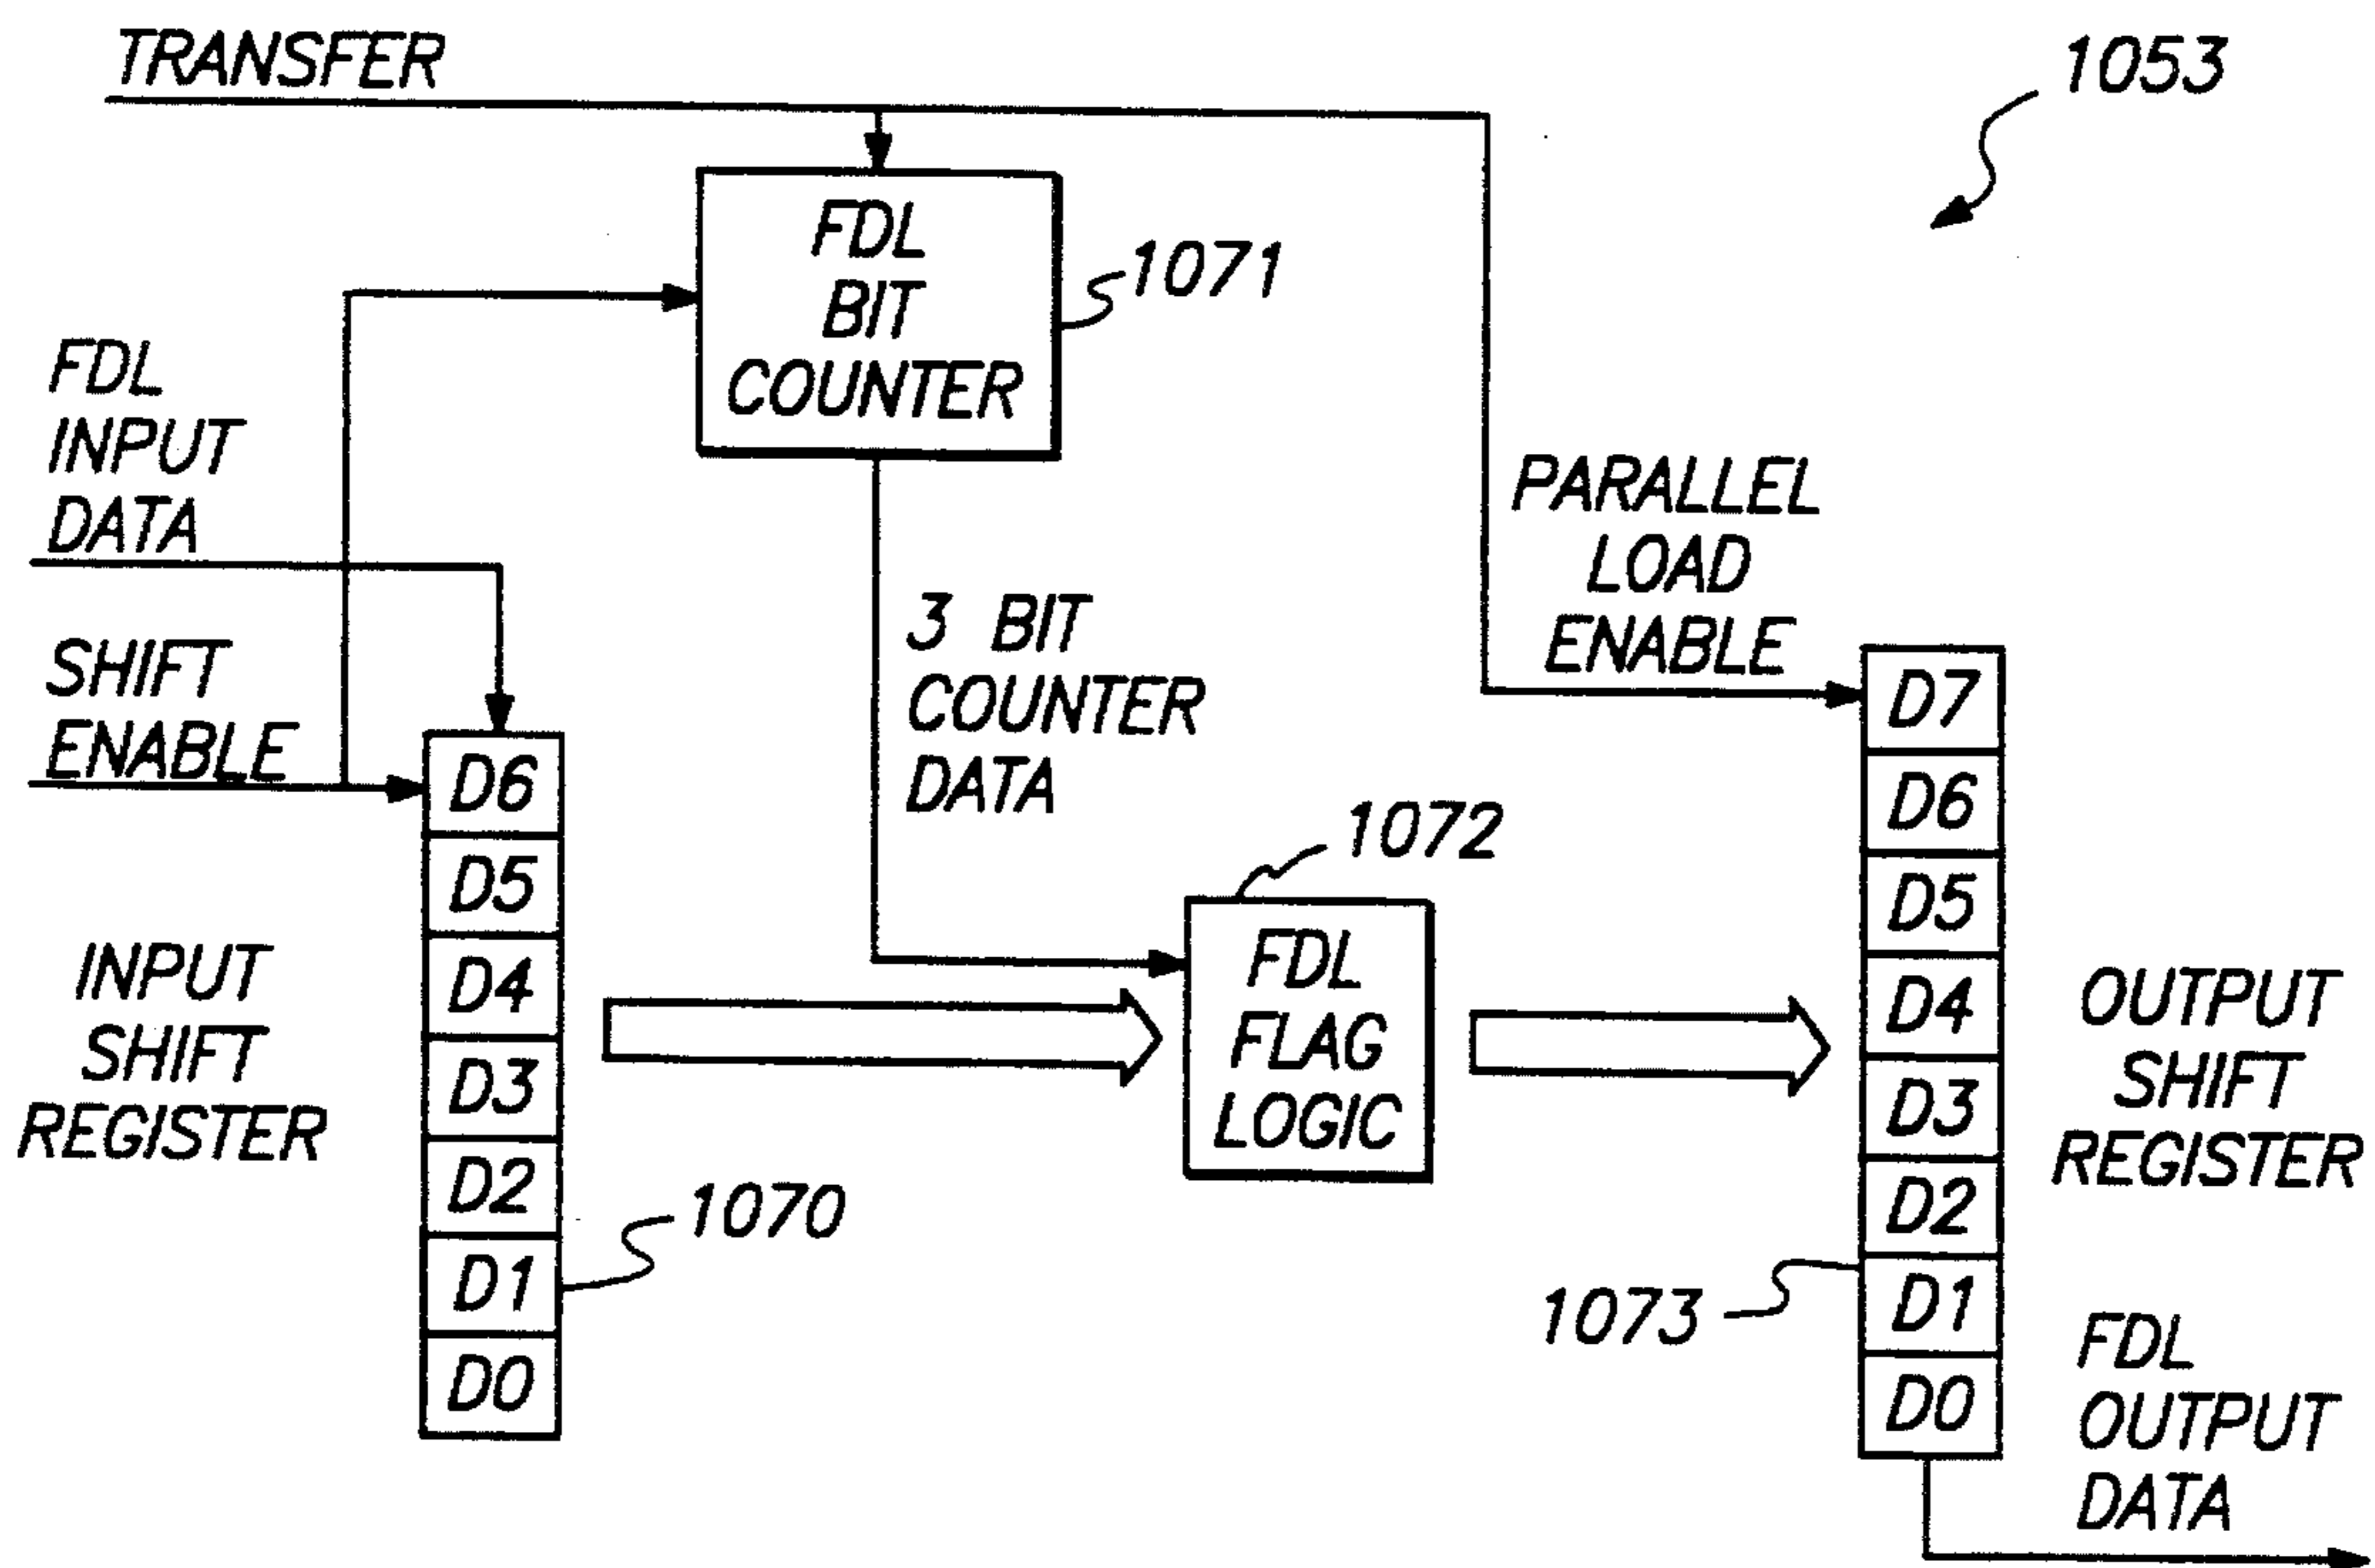 TRANSFER
1053
FDL
BIT
COUNTER
1071
FDL
INPUT
DATA
SHIFT
ENABLE
3 BIT
COUNTER
DATA
PARALLEL
LOAD
ENABLE
D6
D5
D4
D3
D2
D1
D0
INPUT
SHIFT
REGISTER
1070
1072
FDL
FLAG
LOGIC
D7
D6
D5
D4
D3
D2
D1
D0
1073
OUTPUT
SHIFT
REGISTER
FDL
OUTPUT
DATA